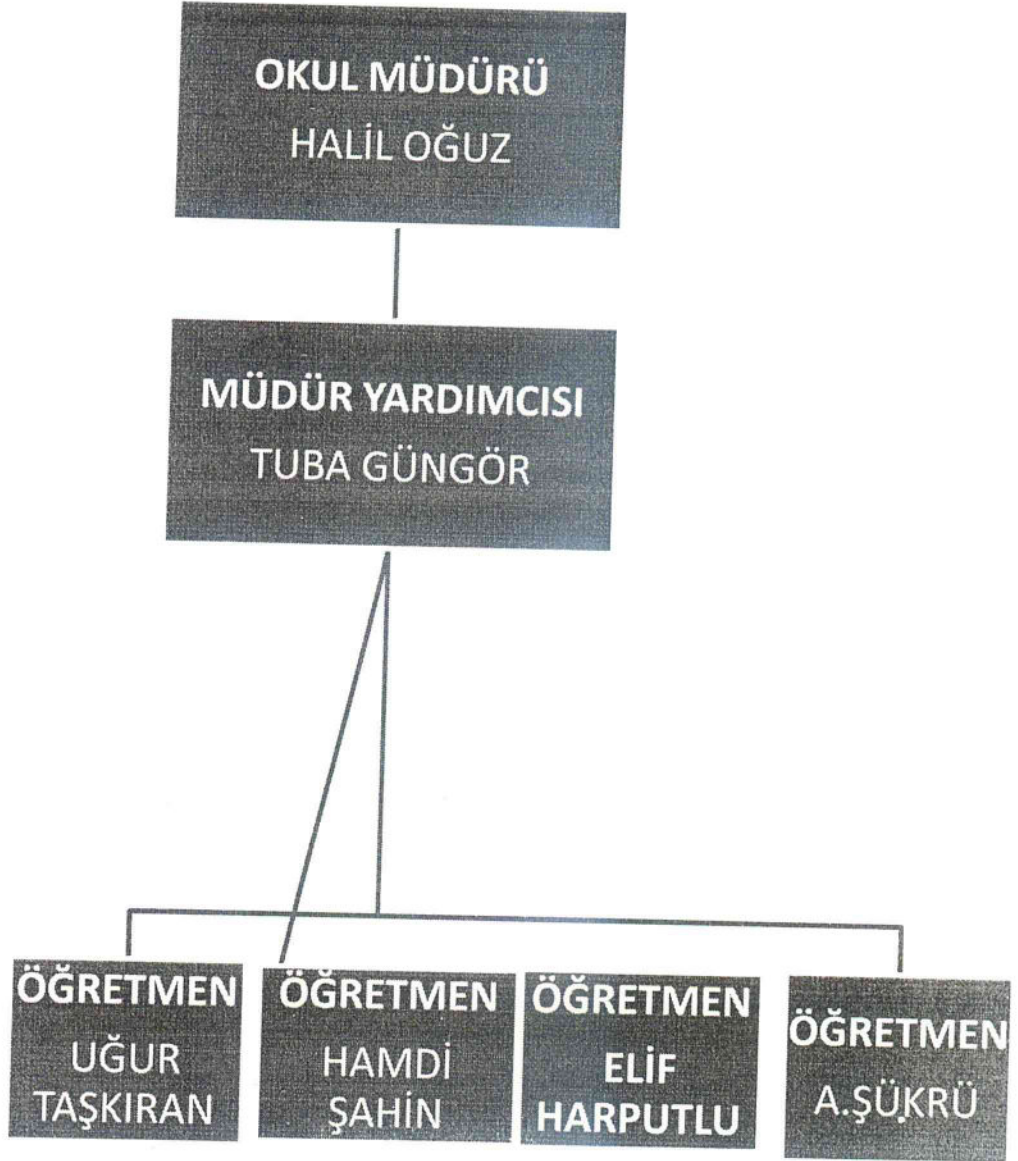 OKUL MÜDÜRÜ
HALİL OĞUZ
MÜDÜR YARDIMCISI
TUBA GÜNGÖR
ÖĞRETMEN
UĞUR
TAŞKIRAN
ÖĞRETMEN
HAMDİ
ŞAHİN
ÖĞRETMEN
ELİF
HARPUTLU
ÖĞRETMEN
A.ŞÜKRÜ